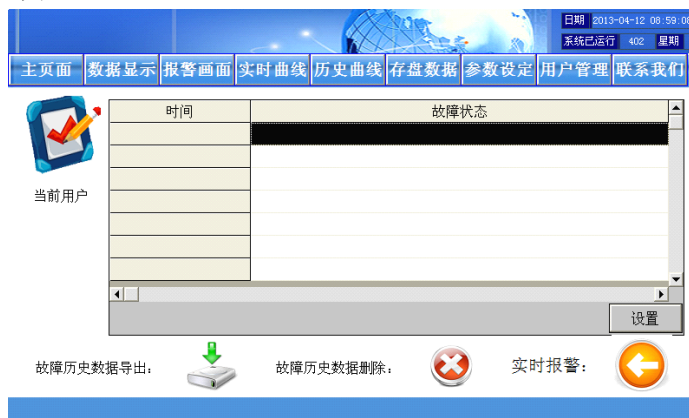 日期 2013-04-12 08:59:0
系统已运行 402 星期
主页面 数据显示 报警画面 实时曲线 历史曲线 存盘数据 参数设定 用户管理 联系我们
时间 故障状态
当前用户
设置
故障历史数据导出: 故障历史数据删除: 实时报警: